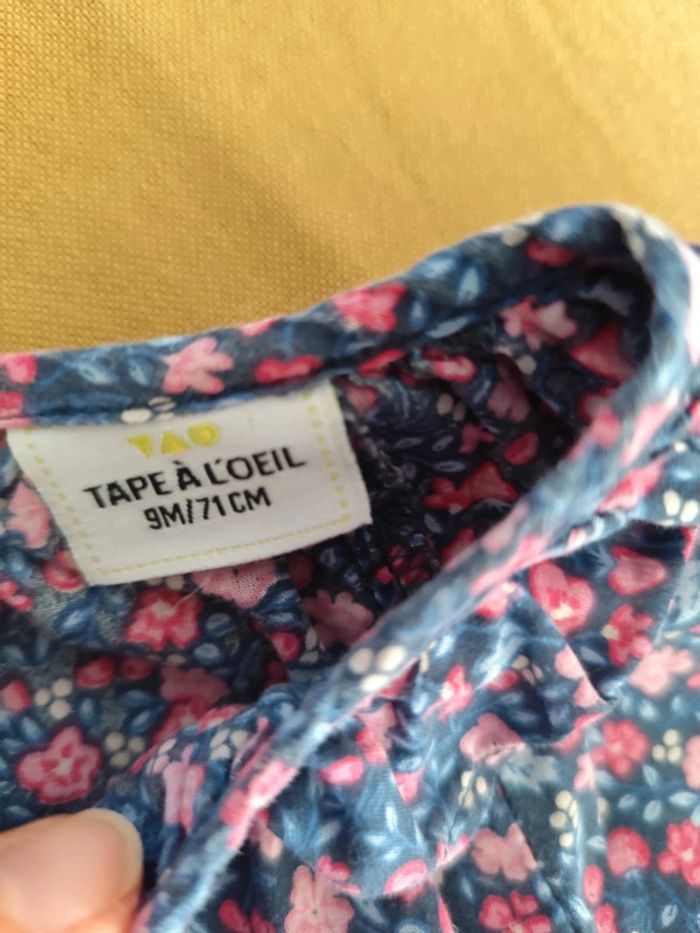 TAO
TAPE À L'OEIL
9M/71CM